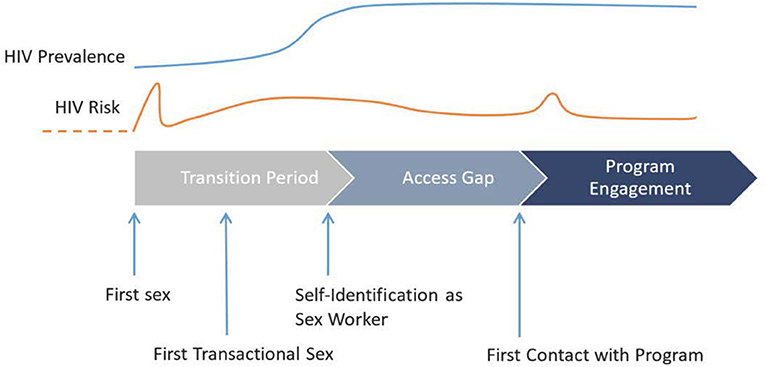 HIV Prevalence
HIV Risk
Transition Period
Access Gap
Program
Engagement
First sex
Self-Identification as
Sex Worker
First Transactional Sex
First Contact with Program